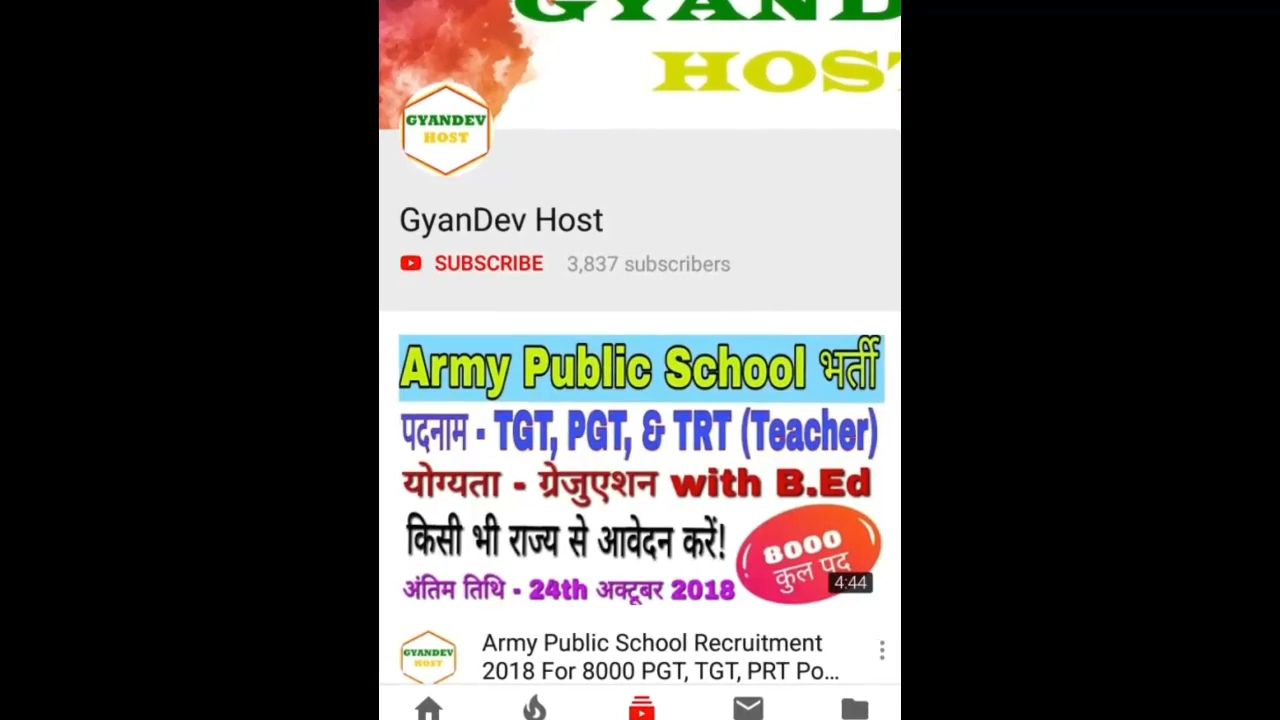 GYAND
HOST
GYANDEV
HOST
GyanDev Host
SUBSCRIBE 3,837 subscribers
Army Public School भर्ती
पदनाम - TGT, PGT, & TRT (Teacher)
योग्यता - ग्रेजुएशन with B.Ed
किसी भी राज्य से आवेदन करें!
8000
कुल पद
4:44
अंतिम तिथि - 24th अक्टूबर 2018
GYANDEV
HOST
Army Public School Recruitment
2018 For 8000 PGT, TGT, PRT Po...